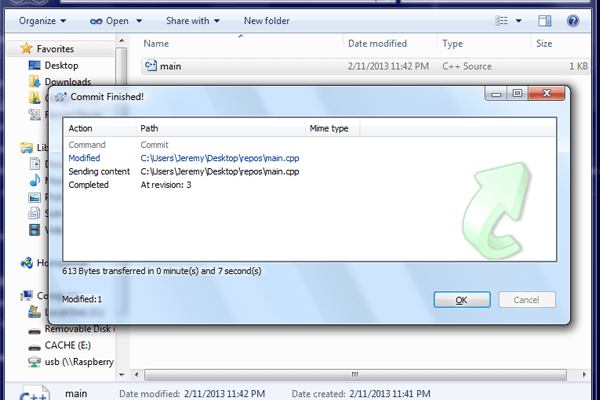 Organize Open Share with New folder
Name Date modified Type Size
Favorites
Desktop
Downloads
main 2/11/2013 11:42 PM C++ Source 1 KB
Commit Finished!
Action Path Mime type
Command Commit
Modified C:\Users\Jeremy\Desktop\repos\main.cpp
Sending content C:\Users\Jeremy\Desktop\repos\main.cpp
Completed At revision: 3
613 Bytes transferred in 0 minute(s) and 7 second(s)
Modified:1
OK Cancel
Removable Disk
CACHE (E:)
usb (\\Raspberry
main Date modified: 2/11/2013 11:42 PM Date created: 2/11/2013 11:41 PM
C++